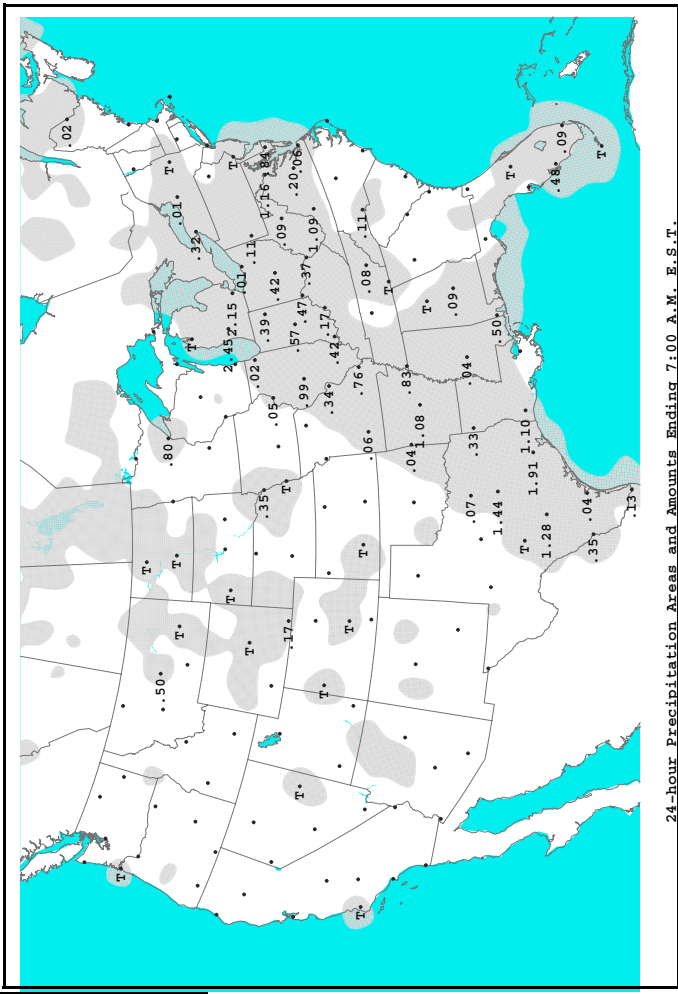 .02
T
T
.50
.80 T
T .01
T
T
.32
T 2.45 2.15 T
.01
T .02 .11
.35 .39 1.16 .84
.05 .42 .09
.17 T
.57 .20 .06
T .99 .47 .37
1.09
T .34 .17
.42
T .76
T T .06 .08 .11
T
.04 .83
1.08
T
.09
.04
.07 .33
1.44 .50
T
T 1.10
1.91
1.28
.48
.09
.04
.35
T
.13
24-hour Precipitation Areas and Amounts Ending 7:00 A.M. E.S.T.